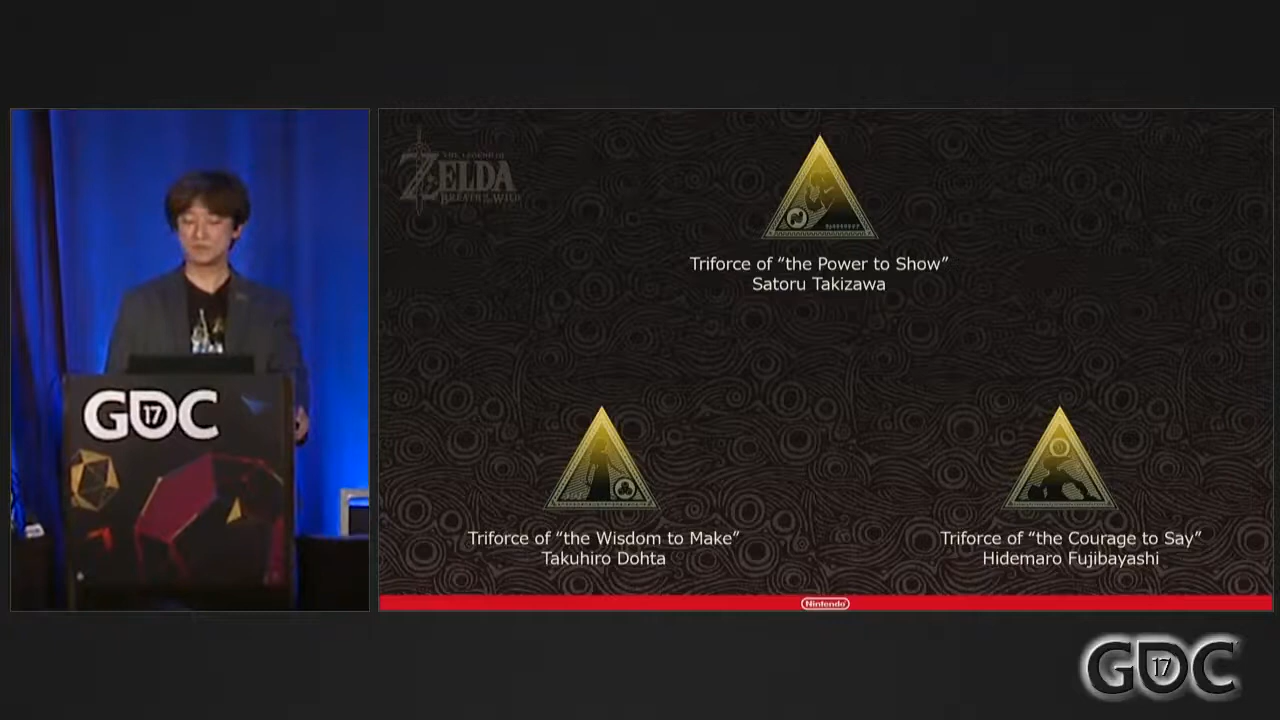 GDC
17
THE LEGEND OF
ZELDA
BREATH OF THE WILD
Triforce of “the Power to Show”
Satoru Takizawa
Triforce of “the Wisdom to Make”
Takuhiro Dohta
Triforce of “the Courage to Say”
Hidemaro Fujibayashi
Nintendo
GDC
17